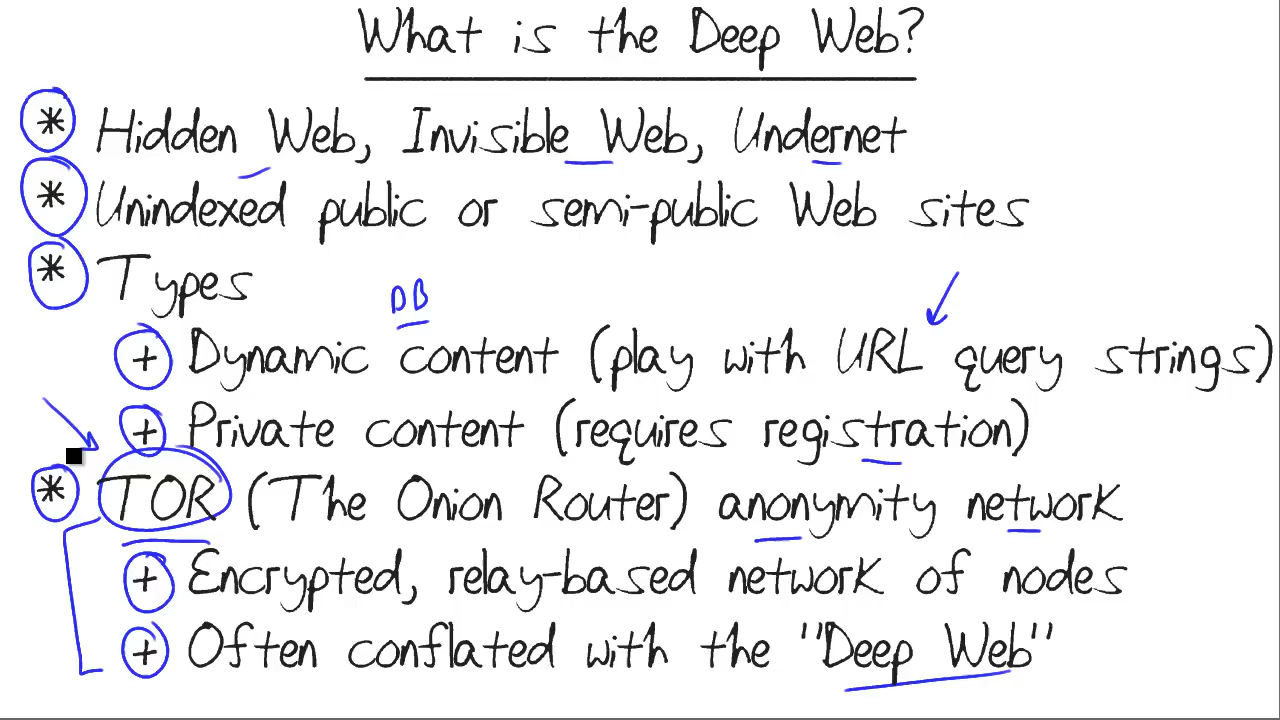 What is the Deep Web?
* Hidden Web, Invisible Web, Undernet
* Unindexed public or semi-public Web sites
* Types
DB
+ Dynamic content (play with URL query strings)
+ Private content (requires registration)
* TOR (The Onion Router) anonymity network
+ Encrypted, relay-based network of nodes
+ Often conflated with the "Deep Web"